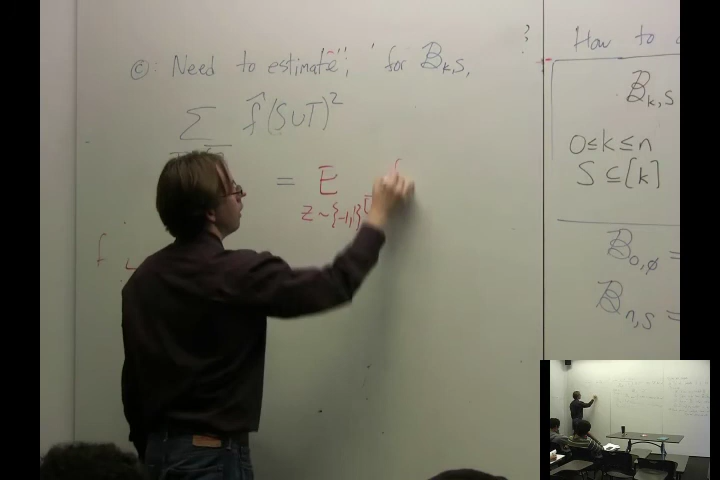 ©: Need to estimate " " for B_{k,S},
∑ f̂(S∪T)²
= E
z~{-1,1}
f
?
How to
B_{k,S}
0≤k≤n
S⊆[k]
B_{0,∅} =
B_{n,S} =